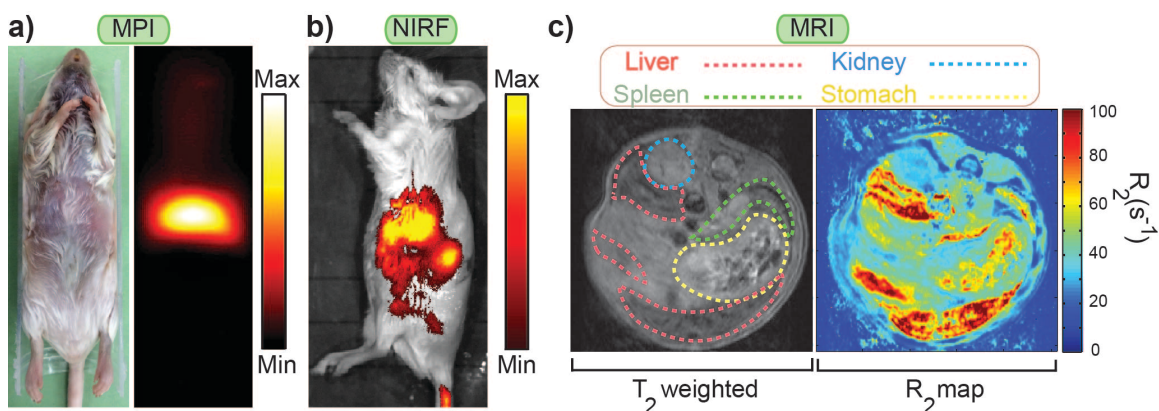 a)
MPI
Max
Min
b)
NIRF
Max
Min
c)
MRI
Liver
Kidney
Spleen
Stomach
100
80
60
40
20
0
R2(s-1)
T2 weighted
R2 map